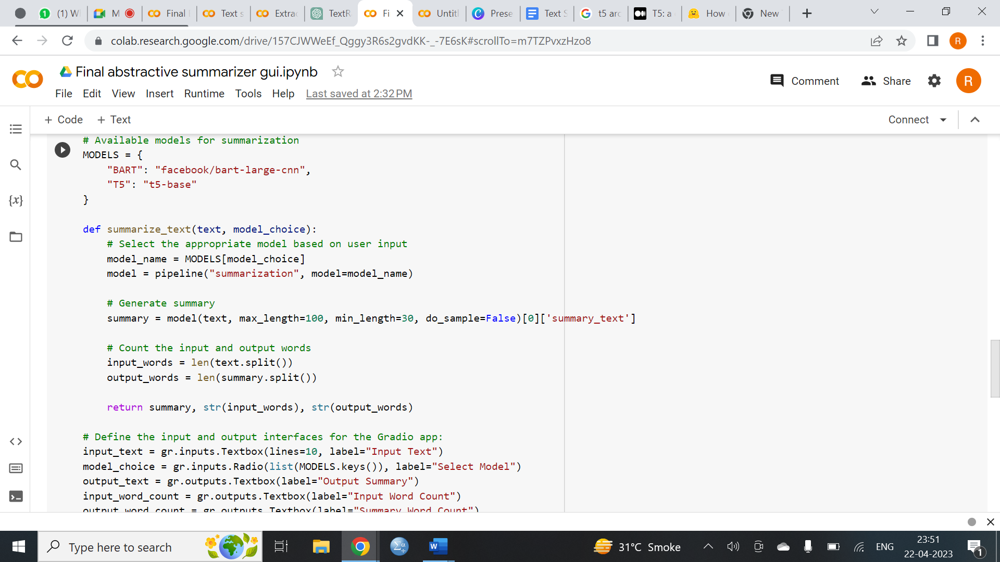 (1) W
M
Final
Text s
Extrac
TextR
Fi
Untitl
Prese
Text S
t5 arc
T5: a
How
New
colab.research.google.com/drive/157CJWWeEf_Qggy3R6s2gvdKK-_-7E6sK#scrollTo=m7TZPvxzHzo8
R
Final abstractive summarizer gui.ipynb
Comment
Share
R
File Edit View Insert Runtime Tools Help Last saved at 2:32 PM
+ Code + Text
Connect
# Available models for summarization
MODELS = {
"BART": "facebook/bart-large-cnn",
"T5": "t5-base"
}
def summarize_text(text, model_choice):
# Select the appropriate model based on user input
model_name = MODELS[model_choice]
model = pipeline("summarization", model=model_name)
# Generate summary
summary = model(text, max_length=100, min_length=30, do_sample=False)[0]['summary_text']
# Count the input and output words
input_words = len(text.split())
output_words = len(summary.split())
return summary, str(input_words), str(output_words)
# Define the input and output interfaces for the Gradio app:
input_text = gr.inputs.Textbox(lines=10, label="Input Text")
model_choice = gr.inputs.Radio(list(MODELS.keys()), label="Select Model")
output_text = gr.outputs.Textbox(label="Output Summary")
input_word_count = gr.outputs.Textbox(label="Input Word Count")
output_word_count = gr.outputs.Textbox(label="Summary Word Count")
{x}
Type here to search
31°C Smoke
ENG
23:51
22-04-2023
1